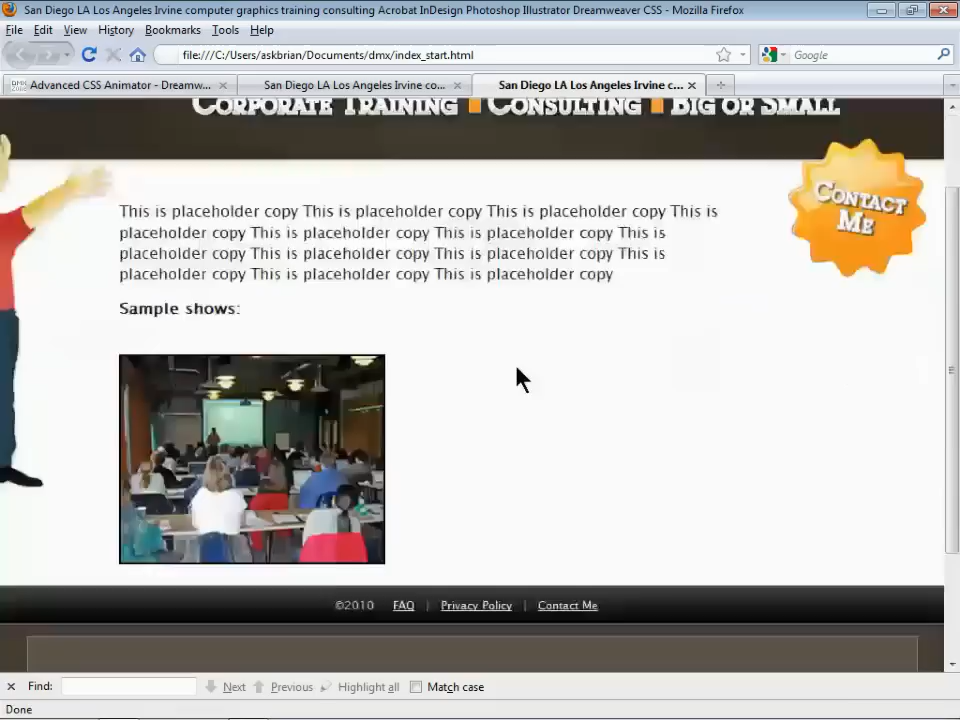 San Diego LA Los Angeles Irvine computer graphics training consulting Acrobat InDesign Photoshop Illustrator Dreamweaver CSS - Mozilla Firefox
File Edit View History Bookmarks Tools Help
file:///C:/Users/askbrian/Documents/dmx/index_start.html
Google
Advanced CSS Animator - Dreamw...
San Diego LA Los Angeles Irvine co...
San Diego LA Los Angeles Irvine c...
Corporate Training Consulting Big or Small
Contact
Me
This is placeholder copy This is placeholder copy This is placeholder copy This is
placeholder copy This is placeholder copy This is placeholder copy This is
placeholder copy This is placeholder copy This is placeholder copy This is
placeholder copy This is placeholder copy This is placeholder copy
Sample shows:
©2010 FAQ | Privacy Policy | Contact Me
Find: Next Previous Highlight all Match case
Done